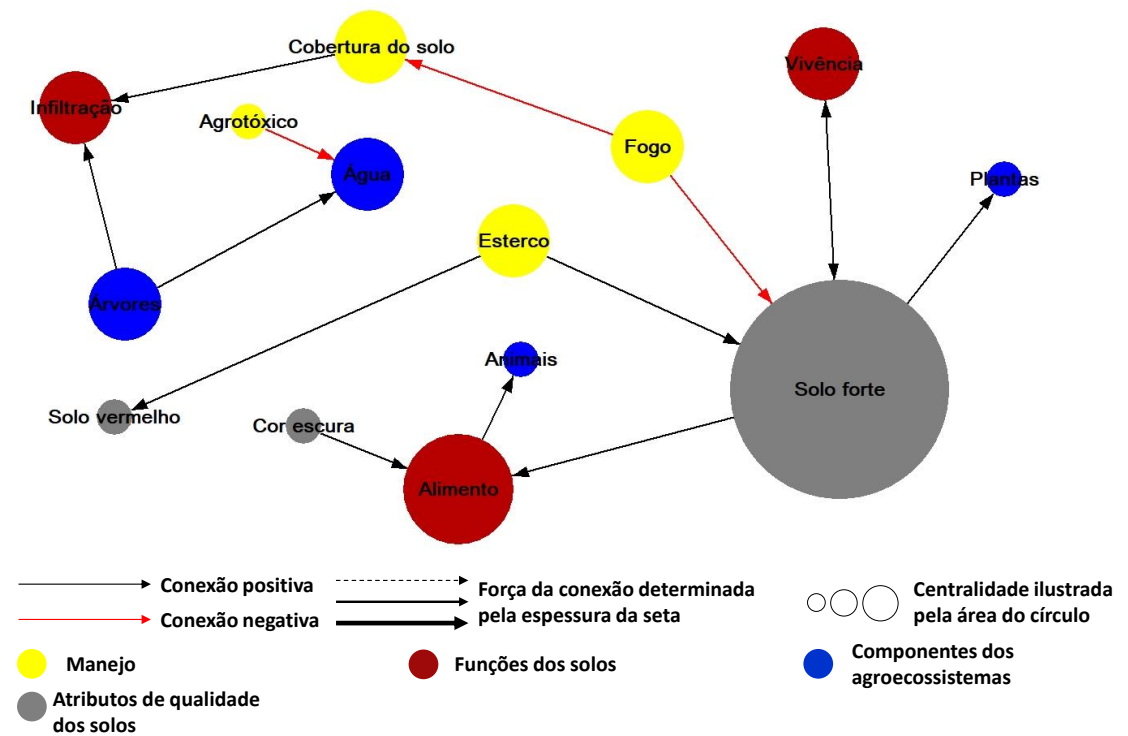 Cobertura do solo
Vivência
Infiltração
Agrotóxico
Fogo
Água
Plantas
Esterco
Árvores
Animais
Solo forte
Solo vermelho
Cor escura
Alimento
Conexão positiva
Conexão negativa
Força da conexão determinada
pela espessura da seta
Centralidade ilustrada
pela área do círculo
Manejo
Funções dos solos
Componentes dos
agroecossistemas
Atributos de qualidade
dos solos